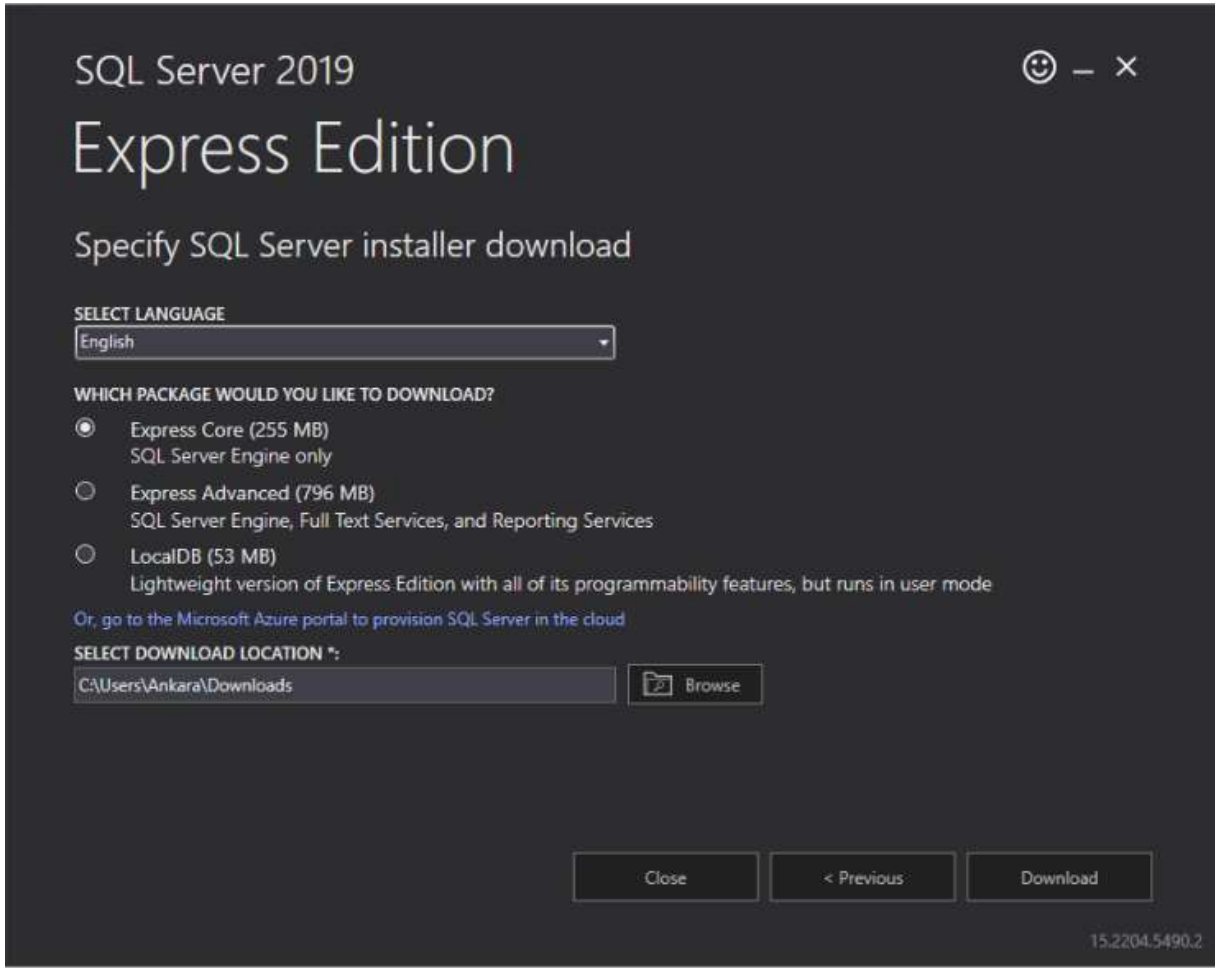 SQL Server 2019
Express Edition
Specify SQL Server installer download
SELECT LANGUAGE
English
WHICH PACKAGE WOULD YOU LIKE TO DOWNLOAD?
Express Core (255 MB)
SQL Server Engine only
Express Advanced (796 MB)
SQL Server Engine, Full Text Services, and Reporting Services
LocalDB (53 MB)
Lightweight version of Express Edition with all of its programmability features, but runs in user mode
Or, go to the Microsoft Azure portal to provision SQL Server in the cloud
SELECT DOWNLOAD LOCATION *:
C:\Users\Ankara\Downloads
Browse
Close
< Previous
Download
15.2204.5490.2